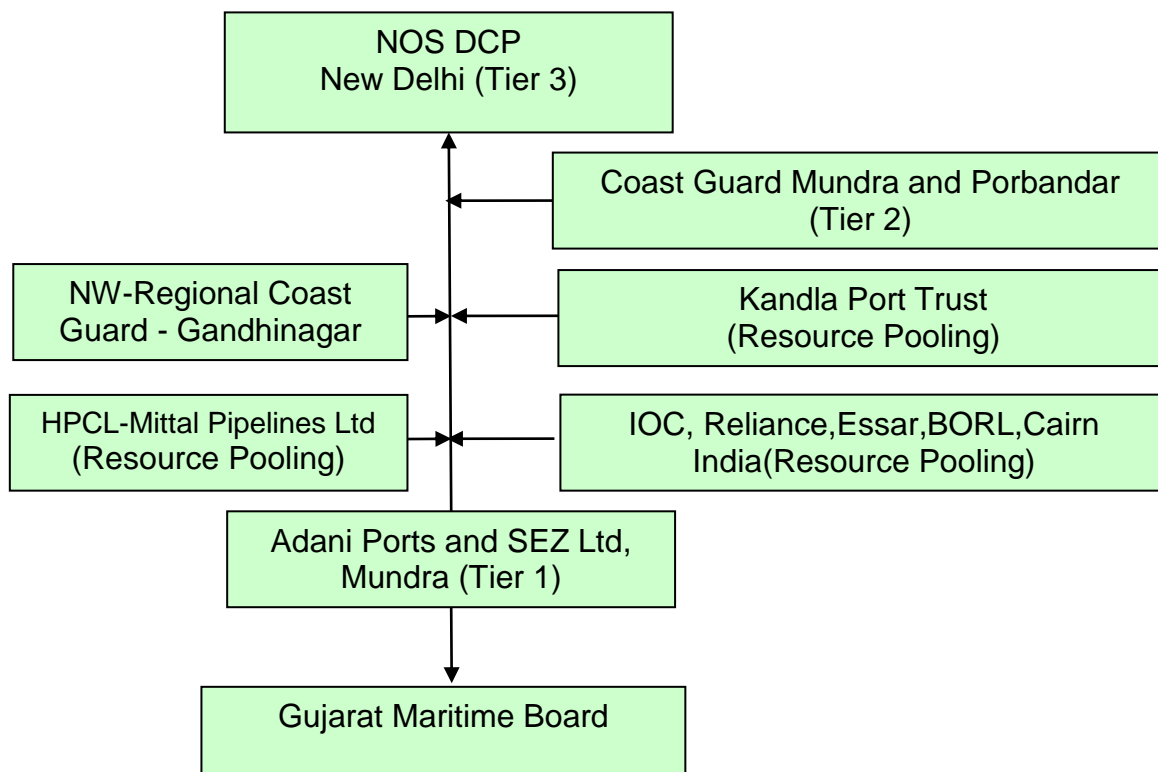 NOS DCP
New Delhi (Tier 3)
Coast Guard Mundra and Porbandar
(Tier 2)
NW-Regional Coast
Guard - Gandhinagar
Kandla Port Trust
(Resource Pooling)
HPCL-Mittal Pipelines Ltd
(Resource Pooling)
IOC, Reliance,Essar,BORL,Cairn
India(Resource Pooling)
Adani Ports and SEZ Ltd,
Mundra (Tier 1)
Gujarat Maritime Board